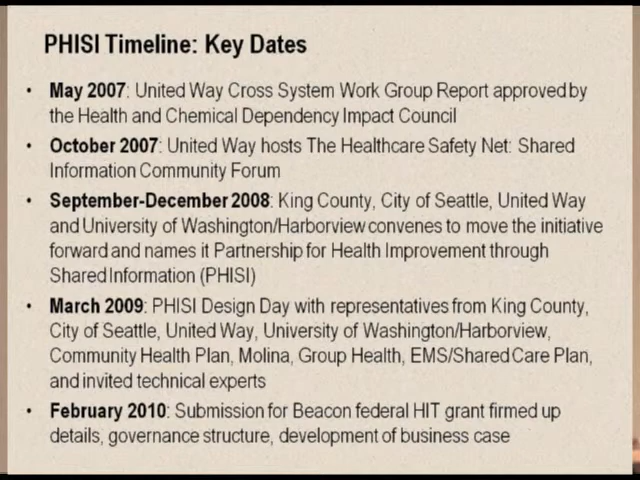 PHISI Timeline: Key Dates
• May 2007: United Way Cross System Work Group Report approved by
the Health and Chemical Dependency Impact Council
• October 2007: United Way hosts The Healthcare Safety Net: Shared
Information Community Forum
• September-December 2008: King County, City of Seattle, United Way
and University of Washington/Harborview convenes to move the initiative
forward and names it Partnership for Health Improvement through
Shared Information (PHISI)
• March 2009: PHISI Design Day with representatives from King County,
City of Seattle, United Way, University of Washington/Harborview,
Community Health Plan, Molina, Group Health, EMS/Shared Care Plan,
and invited technical experts
• February 2010: Submission for Beacon federal HIT grant firmed up
details, governance structure, development of business case